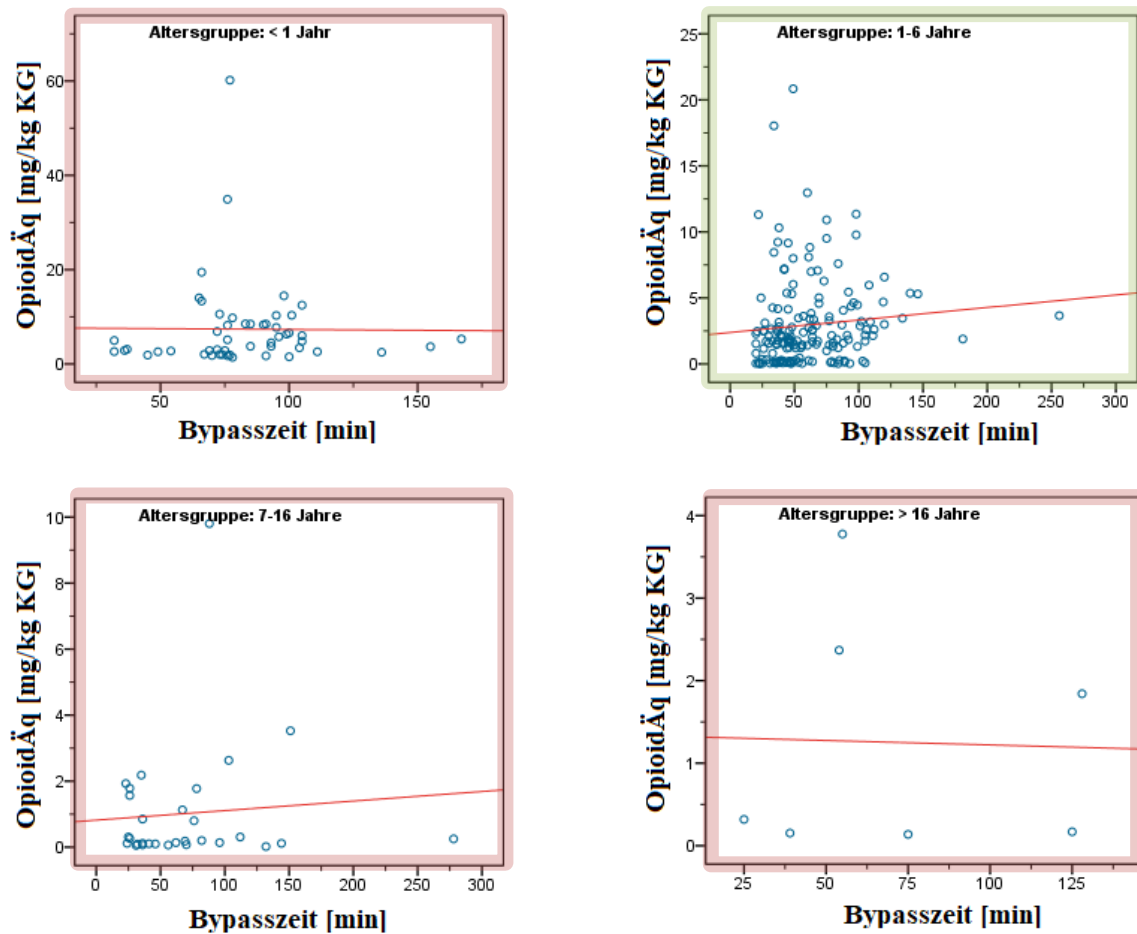 Altersgruppe: < 1 Jahr
OpioidÄq [mg/kg KG]
60
40
20
0
50 100 150
Bypasszeit [min]
Altersgruppe: 1-6 Jahre
OpioidÄq [mg/kg KG]
25
20
15
10
5
0
0 50 100 150 200 250 300
Bypasszeit [min]
Altersgruppe: 7-16 Jahre
OpioidÄq [mg/kg KG]
10
8
6
4
2
0
0 50 100 150 200 250 300
Bypasszeit [min]
Altersgruppe: > 16 Jahre
OpioidÄq [mg/kg KG]
4
3
2
1
0
25 50 75 100 125
Bypasszeit [min]